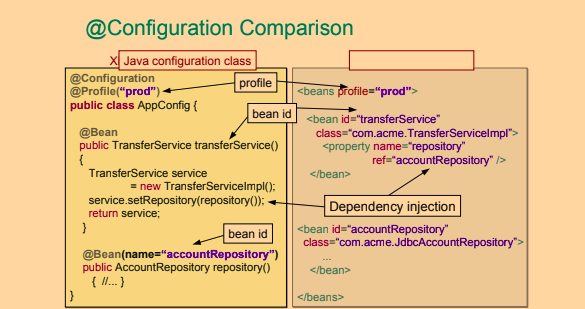 @Configuration Comparison
X Java configuration class
@Configuration
@Profile("prod")
public class AppConfig {
@Bean
public TransferService transferService()
{
TransferService service
= new TransferServiceImpl();
service.setRepository(repository());
return service;
}
@Bean(name="accountRepository")
public AccountRepository repository()
{ //... }
}
profile
bean id
Dependency injection
bean id
<beans profile="prod">
<bean id="transferService"
class="com.acme.TransferServiceImpl">
<property name="repository"
ref="accountRepository" />
</bean>
<bean id="accountRepository"
class="com.acme.JdbcAccountRepository">
...
</bean>
</beans>